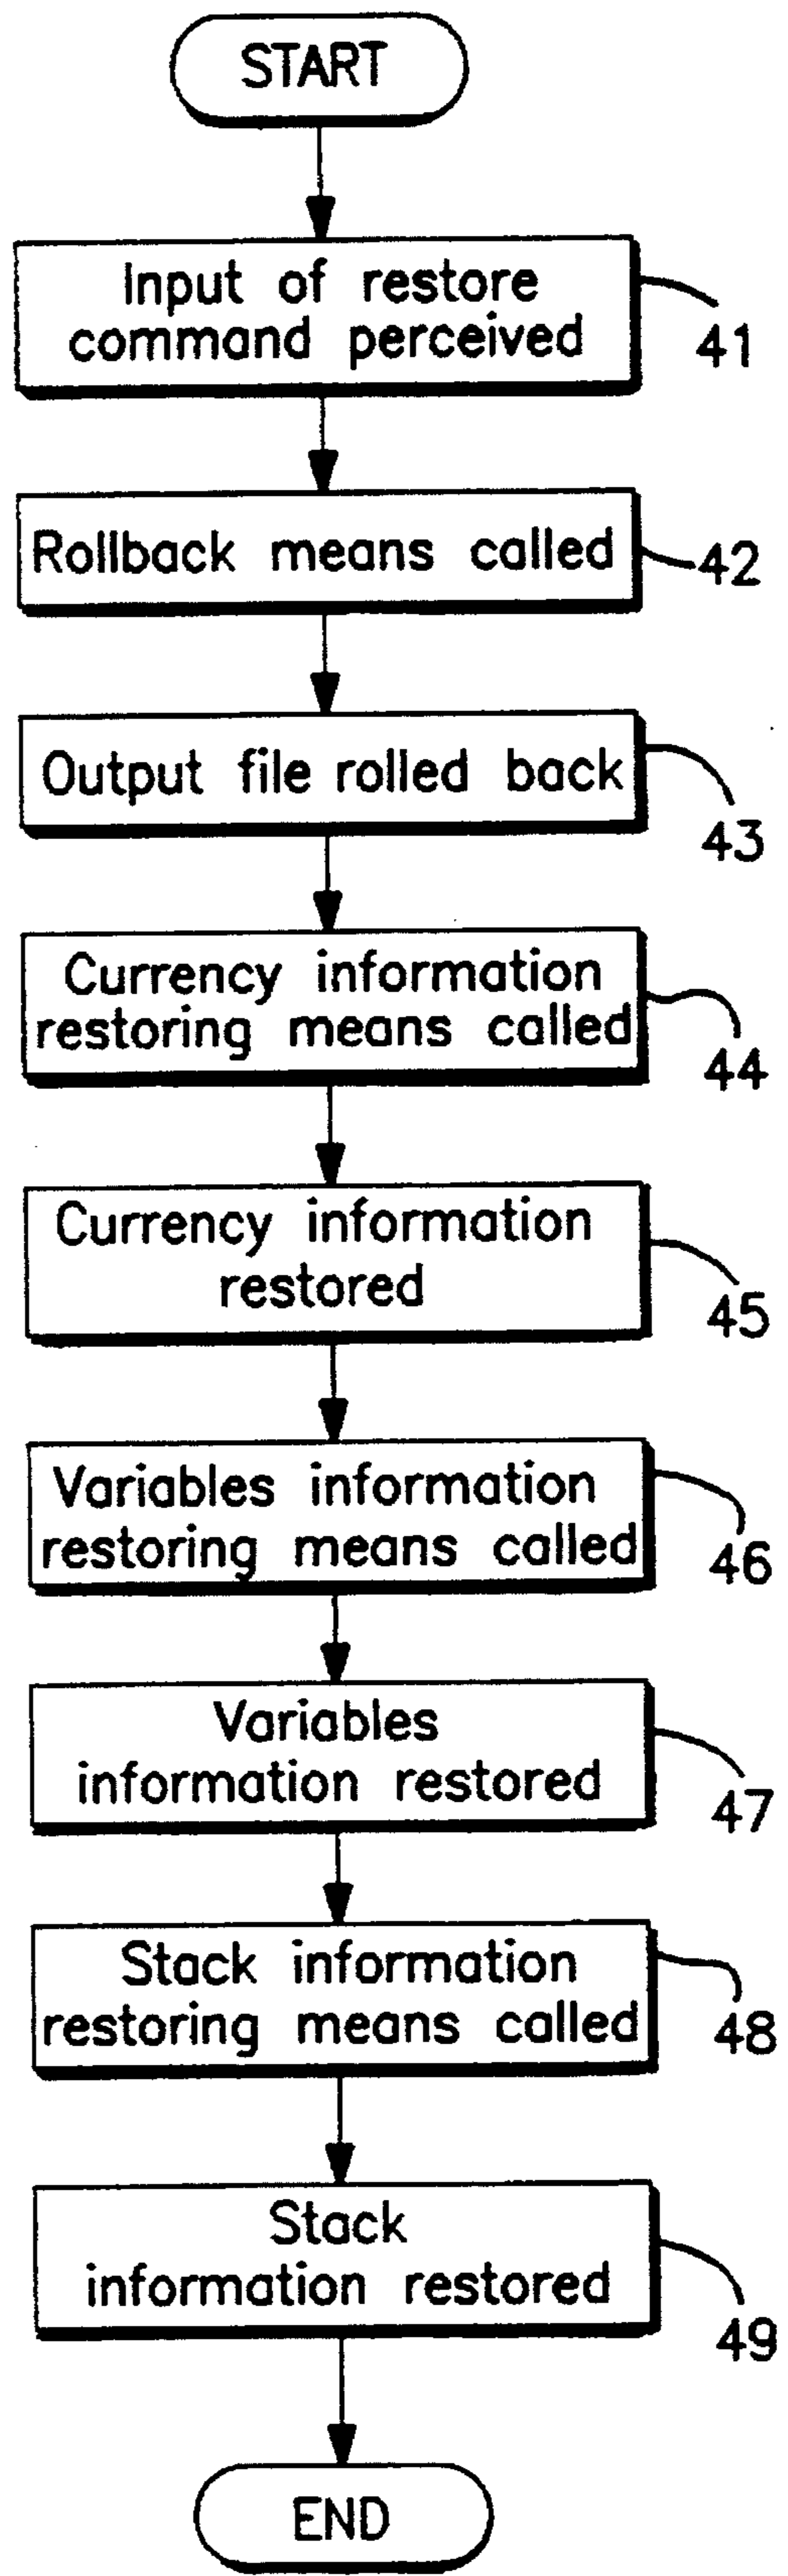 START
Input of restore
command perceived
41
Rollback means called
42
Output file rolled back
43
Currency information
restoring means called
44
Currency information
restored
45
Variables information
restoring means called
46
Variables
information restored
47
Stack information
restoring means called
48
Stack
information restored
49
END